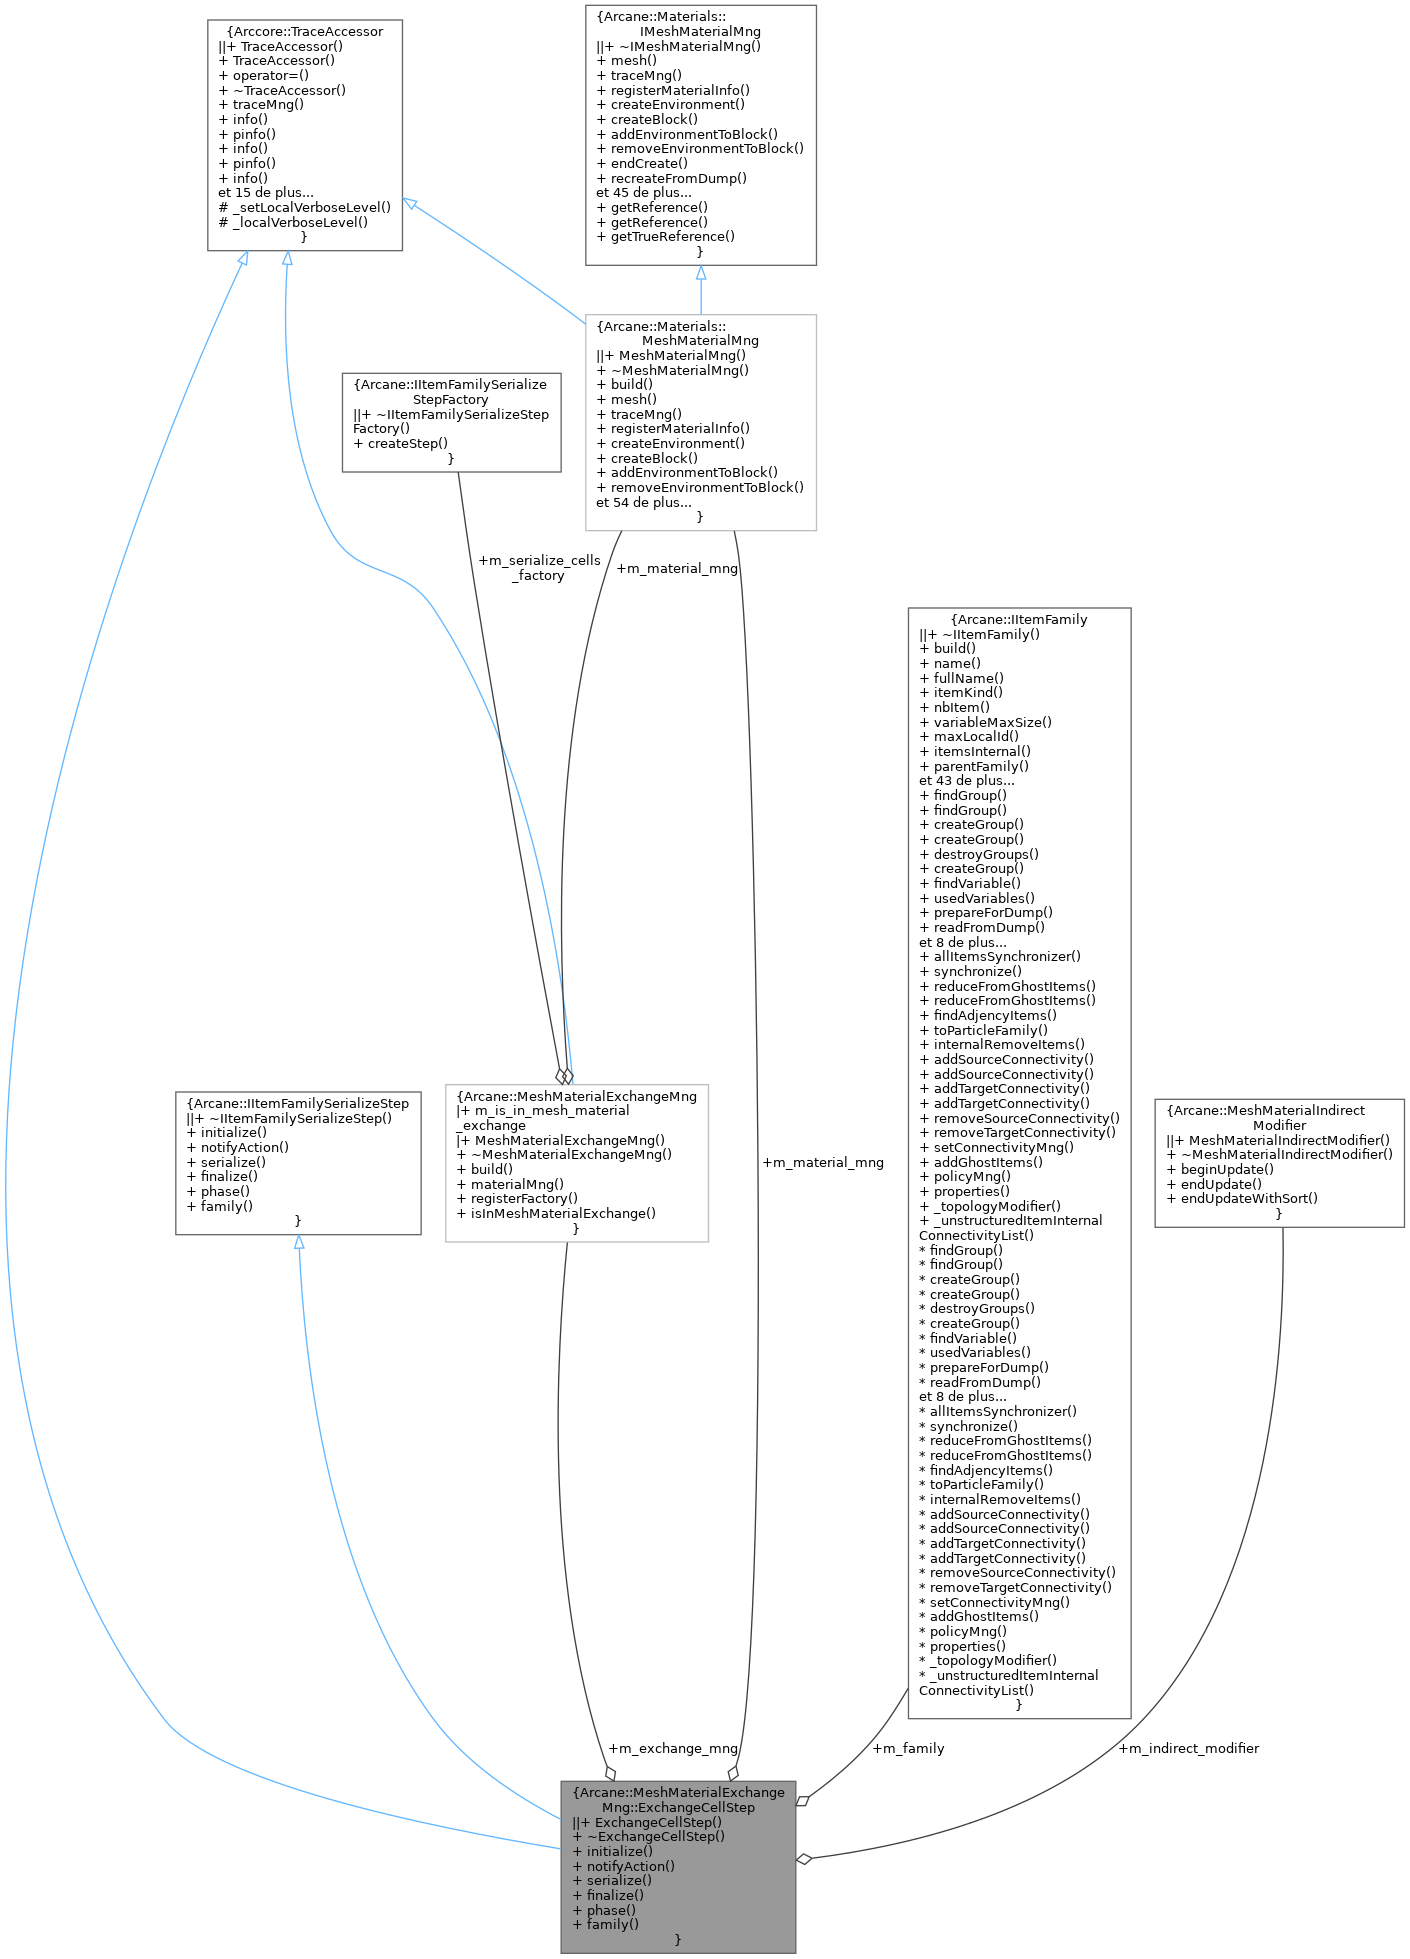 {Arccore::TraceAccessor
||+ TraceAccessor()
+ TraceAccessor()
+ operator=()
+ ~TraceAccessor()
+ traceMng()
+ info()
+ pinfo()
+ info()
+ pinfo()
+ info()
et 15 de plus...
# _setLocalVerboseLevel()
# _localVerboseLevel()
}
{Arcane::Materials::
IMeshMaterialMng
||+ ~IMeshMaterialMng()
+ mesh()
+ traceMng()
+ registerMaterialInfo()
+ createEnvironment()
+ createBlock()
+ addEnvironmentToBlock()
+ removeEnvironmentToBlock()
+ endCreate()
+ recreateFromDump()
et 45 de plus...
+ getReference()
+ getReference()
+ getTrueReference()
}
{Arcane::Materials::
MeshMaterialMng
||+ MeshMaterialMng()
+ ~MeshMaterialMng()
+ build()
+ mesh()
+ traceMng()
+ registerMaterialInfo()
+ createEnvironment()
+ createBlock()
+ addEnvironmentToBlock()
+ removeEnvironmentToBlock()
et 54 de plus...
}
{Arcane::IItemFamilySerialize
StepFactory
||+ ~IItemFamilySerializeStep
Factory()
+ createStep()
}
+m_serialize_cells
_factory
+m_material_mng
{Arcane::IItemFamily
||+ ~IItemFamily()
+ build()
+ name()
+ fullName()
+ itemKind()
+ nbItem()
+ variableMaxSize()
+ maxLocalId()
+ itemsInternal()
+ parentFamily()
et 43 de plus...
+ findGroup()
+ findGroup()
+ createGroup()
+ createGroup()
+ destroyGroups()
+ createGroup()
+ findVariable()
+ usedVariables()
+ prepareForDump()
+ readFromDump()
et 8 de plus...
+ allItemsSynchronizer()
+ synchronize()
+ reduceFromGhostItems()
+ reduceFromGhostItems()
+ findAdjencyItems()
+ toParticleFamily()
+ internalRemoveItems()
+ addSourceConnectivity()
+ addSourceConnectivity()
+ addTargetConnectivity()
+ addTargetConnectivity()
+ removeSourceConnectivity()
+ removeTargetConnectivity()
+ setConnectivityMng()
+ addGhostItems()
+ policyMng()
+ properties()
+ _topologyModifier()
+ _unstructuredItemInternal
ConnectivityList()
* findGroup()
* findGroup()
* createGroup()
* createGroup()
* destroyGroups()
* createGroup()
* findVariable()
* usedVariables()
* prepareForDump()
* readFromDump()
et 8 de plus...
* allItemsSynchronizer()
* synchronize()
* reduceFromGhostItems()
* reduceFromGhostItems()
* findAdjencyItems()
* toParticleFamily()
* internalRemoveItems()
* addSourceConnectivity()
* addSourceConnectivity()
* addTargetConnectivity()
* addTargetConnectivity()
* removeSourceConnectivity()
* removeTargetConnectivity()
* setConnectivityMng()
* addGhostItems()
* policyMng()
* properties()
* _topologyModifier()
* _unstructuredItemInternal
ConnectivityList()
}
{Arcane::IItemFamilySerializeStep
||+ ~IItemFamilySerializeStep()
+ initialize()
+ notifyAction()
+ serialize()
+ finalize()
+ phase()
+ family()
}
{Arcane::MeshMaterialExchangeMng
|+ m_is_in_mesh_material
_exchange
|+ MeshMaterialExchangeMng()
+ ~MeshMaterialExchangeMng()
+ build()
+ materialMng()
+ registerFactory()
+ isInMeshMaterialExchange()
}
+m_material_mng
{Arcane::MeshMaterialIndirect
Modifier
||+ MeshMaterialIndirectModifier()
+ ~MeshMaterialIndirectModifier()
+ beginUpdate()
+ endUpdate()
+ endUpdateWithSort()
}
+m_exchange_mng
+m_family
+m_indirect_modifier
{Arcane::MeshMaterialExchange
Mng::ExchangeCellStep
||+ ExchangeCellStep()
+ ~ExchangeCellStep()
+ initialize()
+ notifyAction()
+ serialize()
+ finalize()
+ phase()
+ family()
}